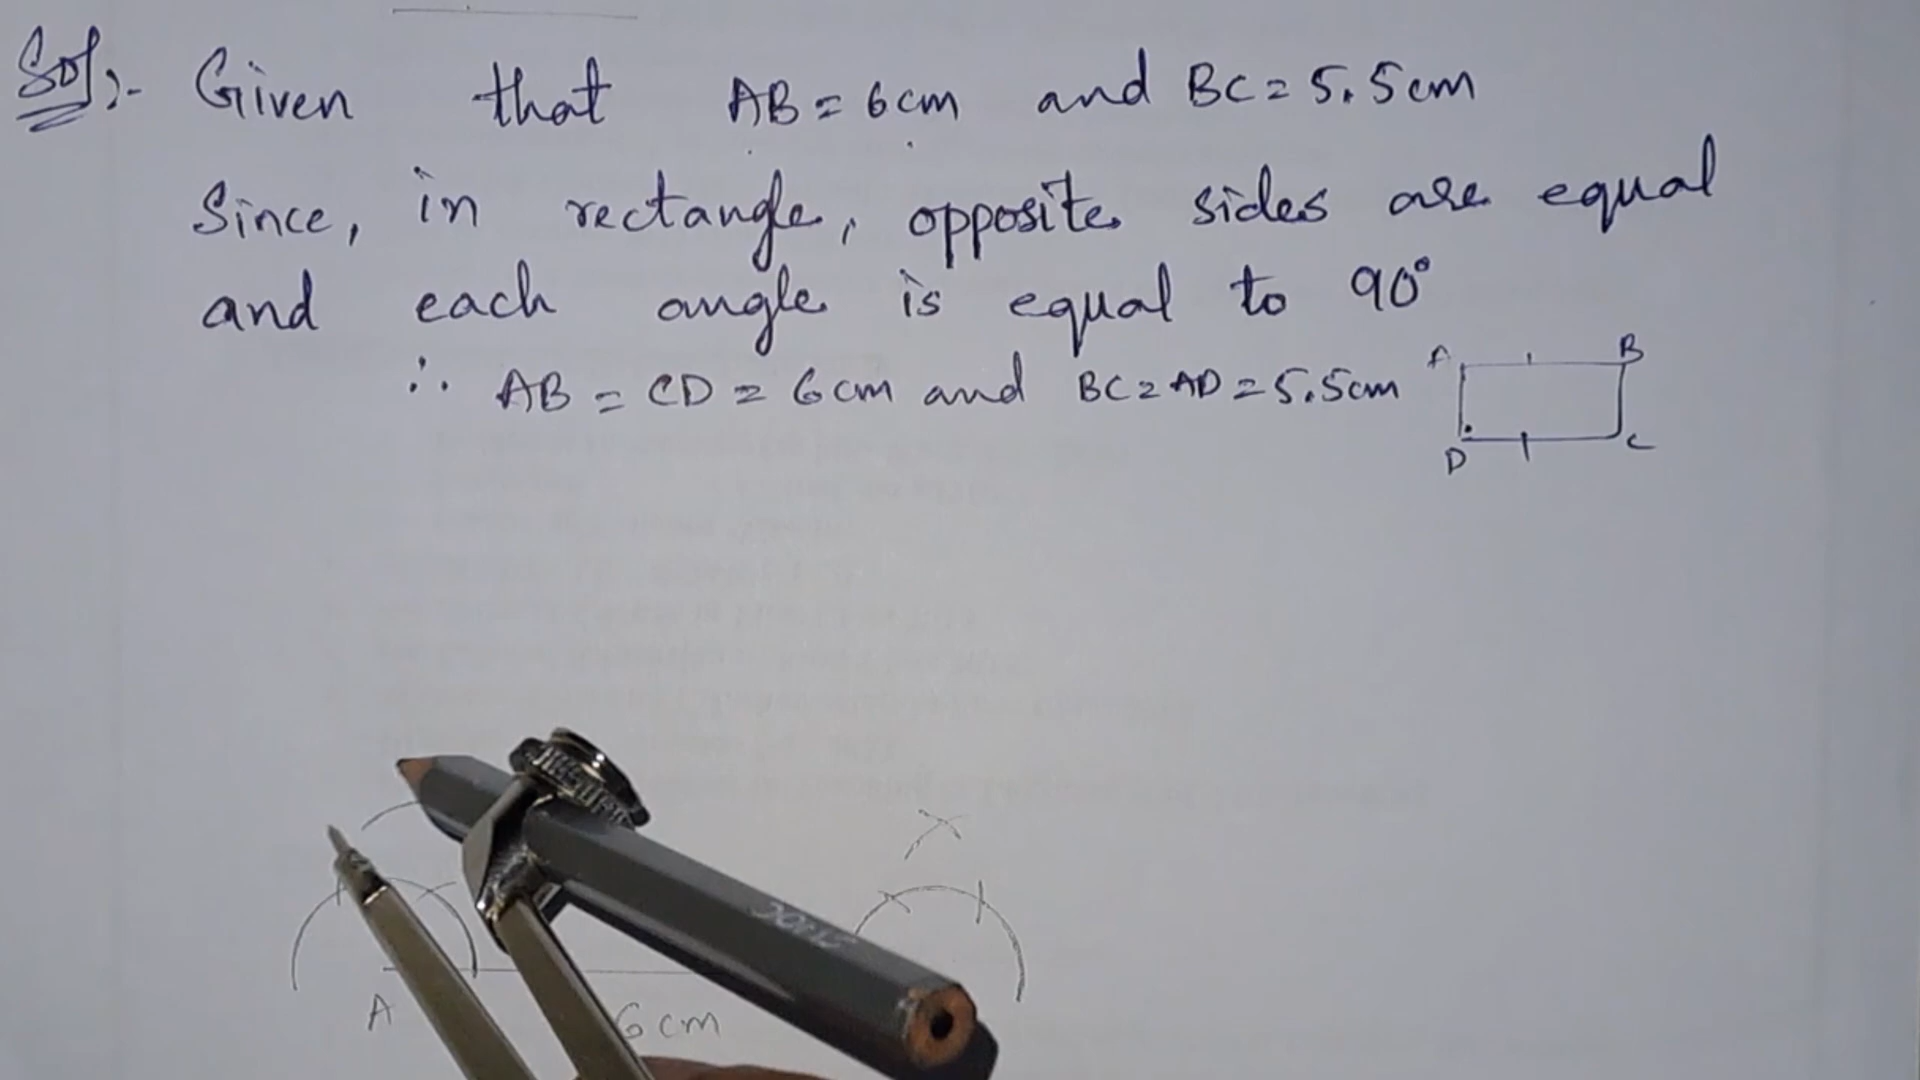 Sol:- Given that AB = 6cm and BC = 5.5cm
Since, in rectangle, opposite sides are equal
and each angle is equal to 90°
∴ AB = CD = 6cm and BC = AD = 5.5cm
A B
D C
A 6cm